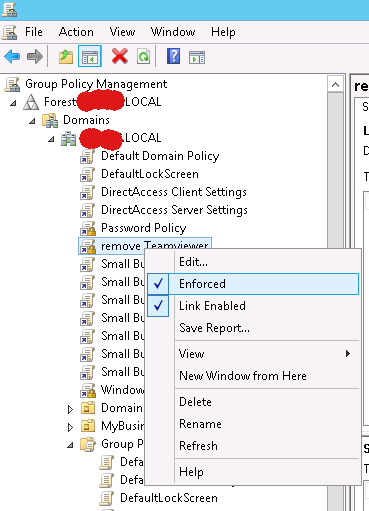 File Action View Window Help
Group Policy Management
Forest .LOCAL
Domains
.LOCAL
Default Domain Policy
DefaultLockScreen
DirectAccess Client Settings
DirectAccess Server Settings
Password Policy
remove Teamviewer
Small Bu
Edit...
Small Bu
Enforced
Small Bu
Link Enabled
Small Bu
Save Report...
Small Bu
View
Small Bu
New Window from Here
Small Bu
Window
Delete
Domain
Rename
MyBusin
Refresh
Group P
Defa
Help
Defa
DefaultLockScreen
re
S
L
D
T
S